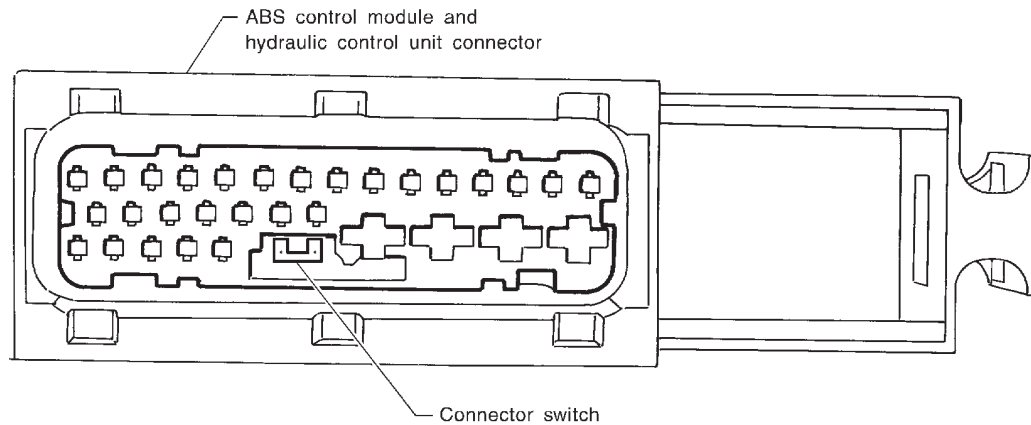 ABS control module and
hydraulic control unit connector
Connector switch